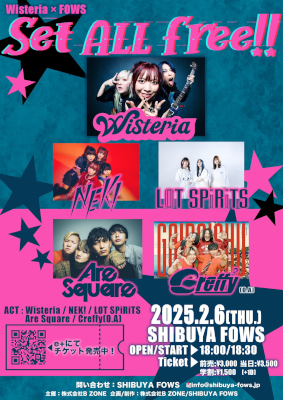 Wisteria × FOWS
Set ALL free!!
Wisteria
NEK!
LOT SPiRiTS
Are
Square
Creffy
(O.A)
ACT : Wisteria / NEK! / LOT SPiRiTS
Are Square / Creffy(O.A)
e+にて
チケット発売中!
2025.2.6(THU.)
SHIBUYA FOWS
OPEN/START ▶ 18:00/18:30
Ticket ▶ 前売:¥3,000 当日:¥3,500
学割:¥1,500 (+1D)
問い合わせ : SHIBUYA FOWS ✉info@shibuya-fows.jp
主催 : 株式会社B ZONE 企画/制作 : 株式会社B ZONE/SHIBUYA FOWS